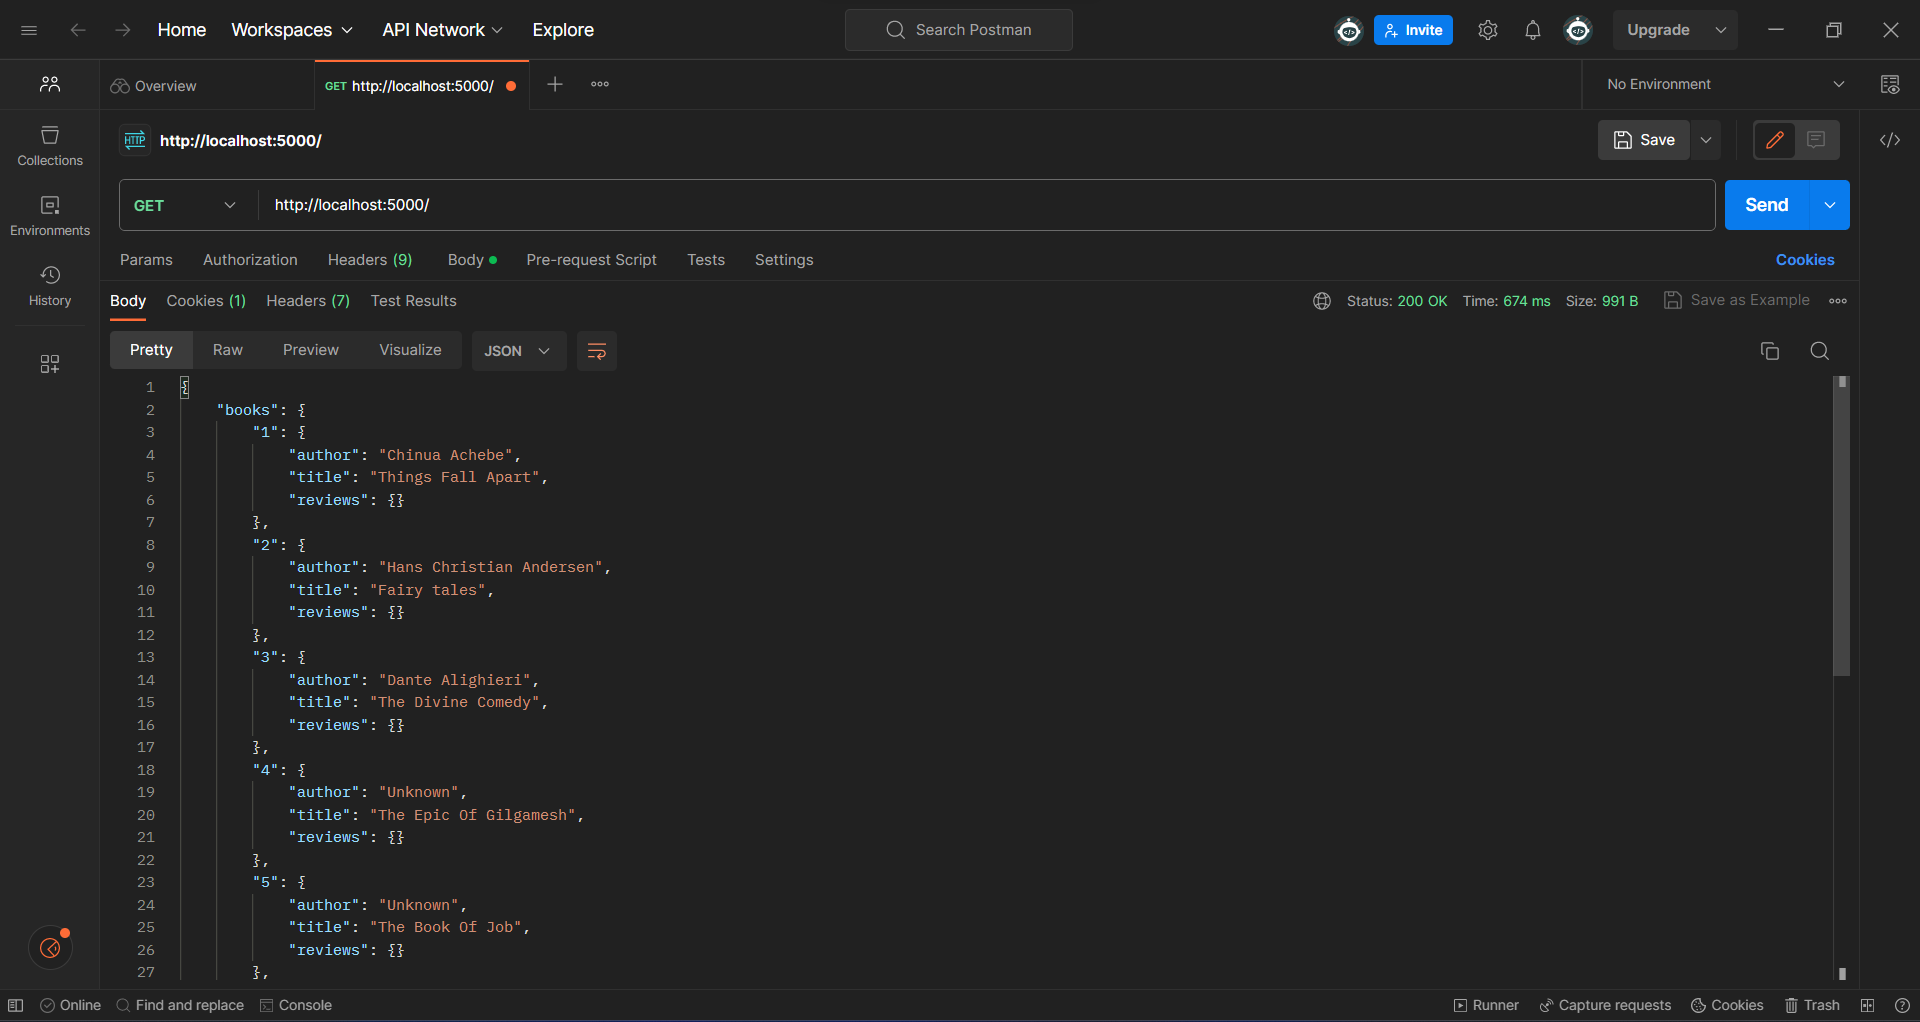 Home Workspaces API Network Explore Search Postman Invite Upgrade
Overview GET http://localhost:5000/ No Environment
HTTP http://localhost:5000/ Save
Collections
GET http://localhost:5000/ Send
Environments
Params Authorization Headers (9) Body Pre-request Script Tests Settings Cookies
History
Body Cookies (1) Headers (7) Test Results Status: 200 OK Time: 674 ms Size: 991 B Save as Example
Pretty Raw Preview Visualize JSON
1 {
2 "books": {
3 "1": {
4 "author": "Chinua Achebe",
5 "title": "Things Fall Apart",
6 "reviews": {}
7 },
8 "2": {
9 "author": "Hans Christian Andersen",
10 "title": "Fairy tales",
11 "reviews": {}
12 },
13 "3": {
14 "author": "Dante Alighieri",
15 "title": "The Divine Comedy",
16 "reviews": {}
17 },
18 "4": {
19 "author": "Unknown",
20 "title": "The Epic Of Gilgamesh",
21 "reviews": {}
22 },
23 "5": {
24 "author": "Unknown",
25 "title": "The Book Of Job",
26 "reviews": {}
27 },
Online Find and replace Console Runner Capture requests Cookies Trash